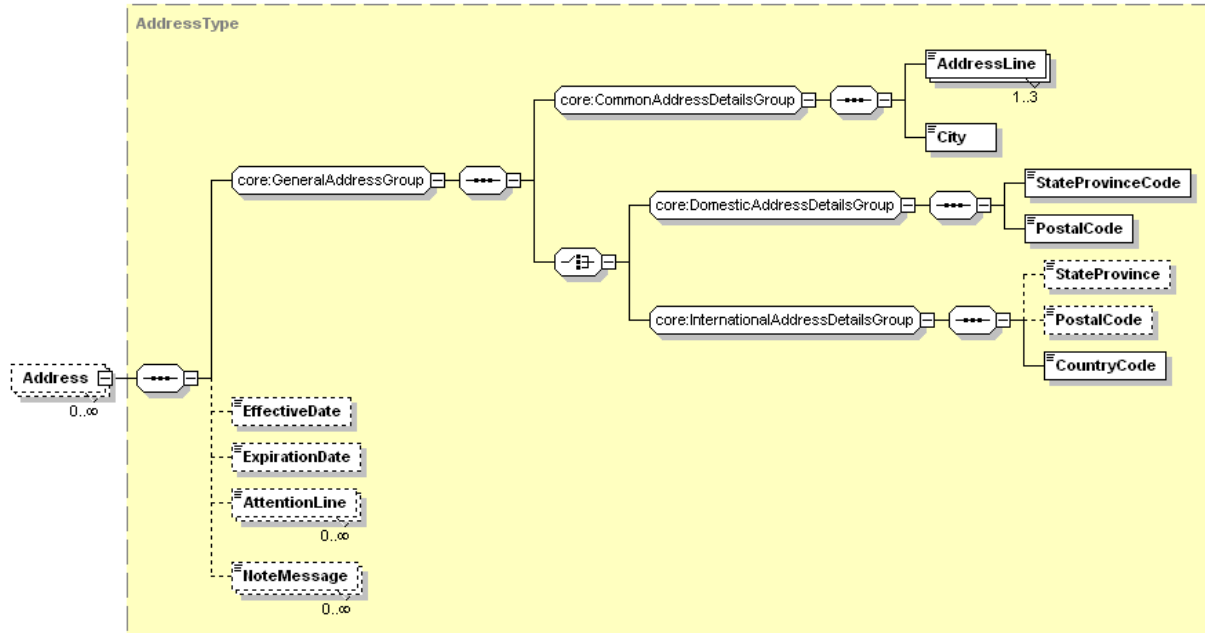 AddressType
AddressLine
1..3
core:CommonAddressDetailsGroup
City
core:GeneralAddressGroup
StateProvinceCode
core:DomesticAddressDetailsGroup
PostalCode
StateProvince
core:InternationalAddressDetailsGroup
PostalCode
CountryCode
Address
0..∞
EffectiveDate
ExpirationDate
AttentionLine
0..∞
NoteMessage
0..∞